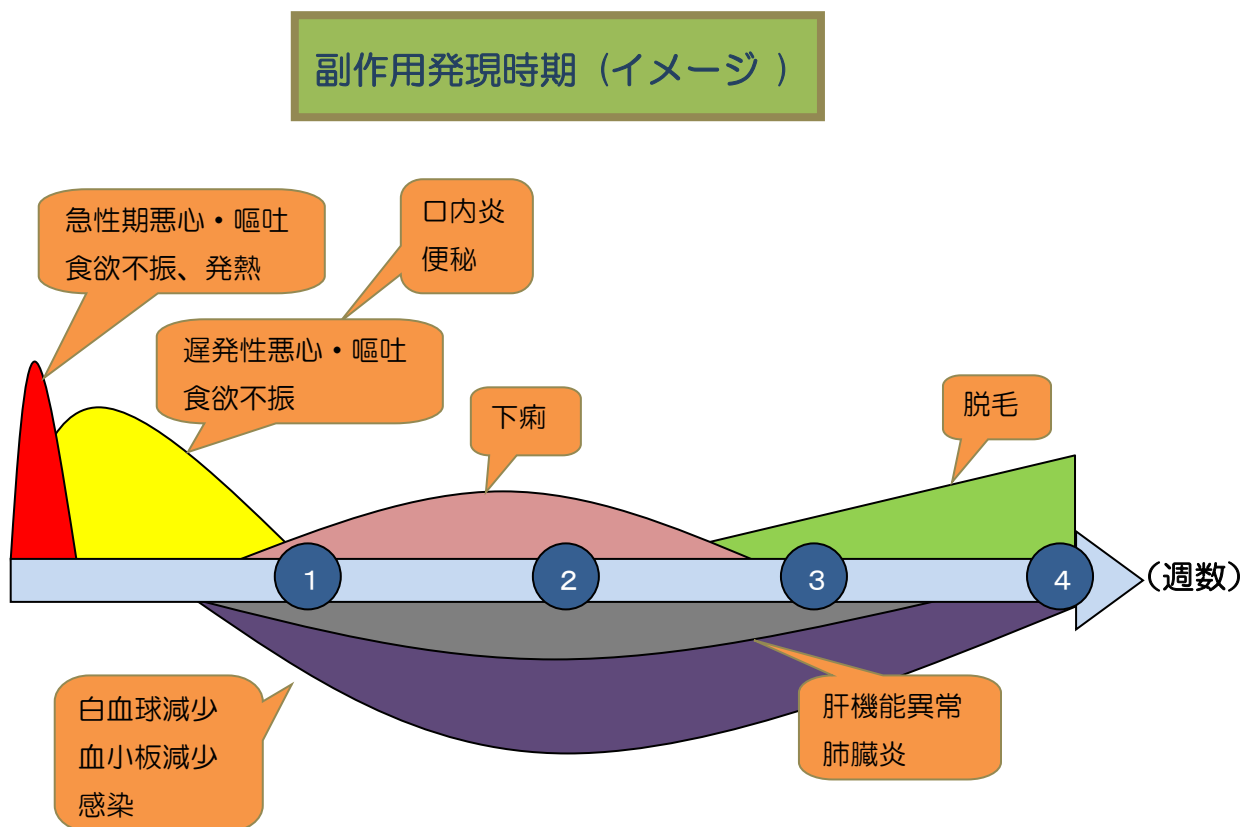 副作用発現時期（イメージ ）
急性期悪心・嘔吐
食欲不振、発熱
口内炎
便秘
遅発性悪心・嘔吐
食欲不振
下痢
脱毛
1
2
3
4
（週数）
白血球減少
血小板減少
感染
肝機能異常
肺臓炎